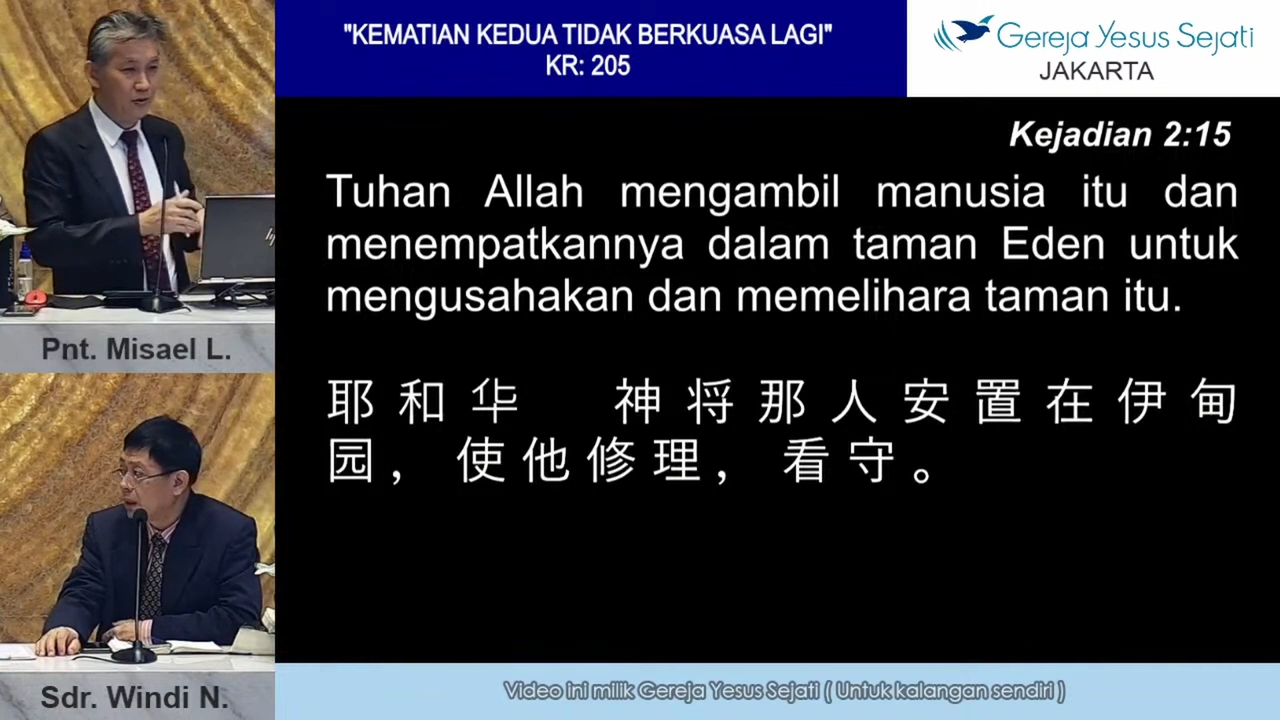 "KEMATIAN KEDUA TIDAK BERKUASA LAGI"
KR: 205
Gereja Yesus Sejati
JAKARTA
Kejadian 2:15
Tuhan Allah mengambil manusia itu dan
menempatkannya dalam taman Eden untuk
mengusahakan dan memelihara taman itu.
耶和华 神将那人安置在伊甸
园，使他修理，看守。
Pnt. Misael L.
Sdr. Windi N.
Video ini milik Gereja Yesus Sejati ( Untuk kalangan sendiri )